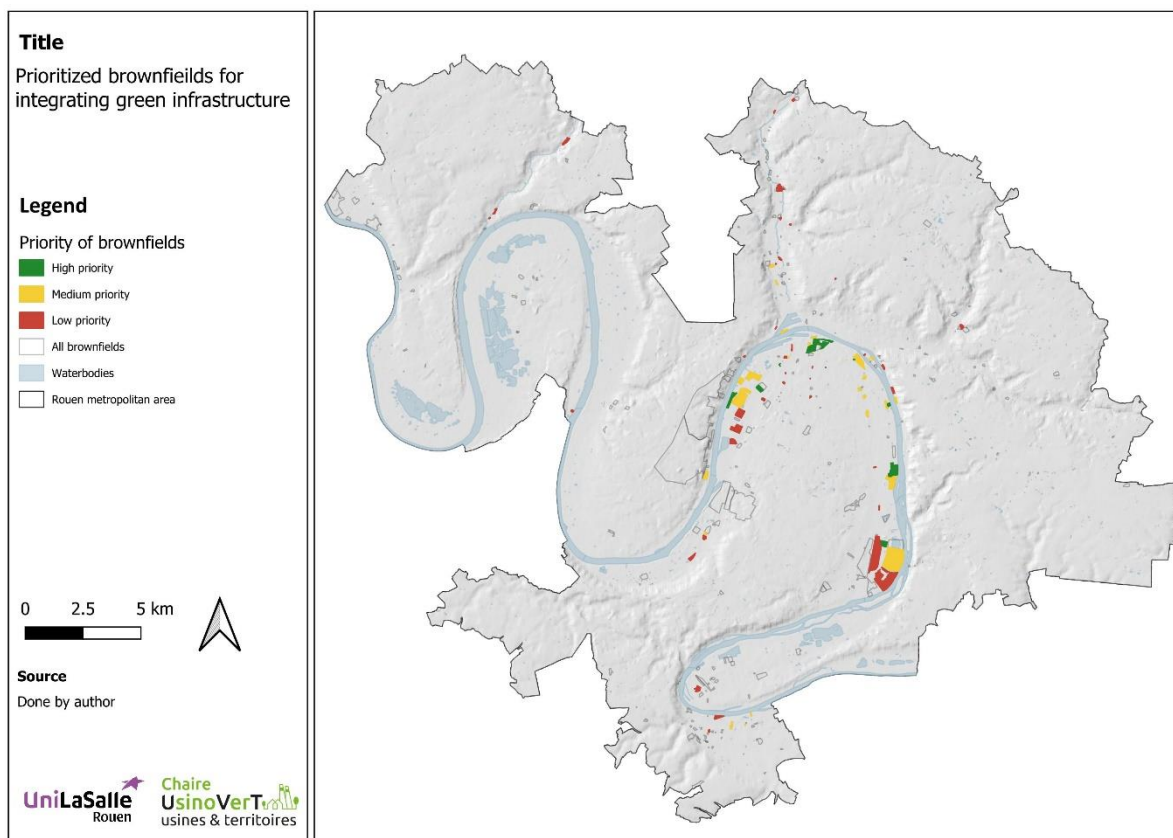 Title
Prioritized brownfieilds for
integrating green infrastructure
Legend
Priority of brownfields
High priority
Medium priority
Low priority
All brownfields
Waterbodies
Rouen metropolitan area
0 2.5 5 km
Source
Done by author
UniLaSalle
Rouen
Chaire
UsinoVerT
usines & territoires